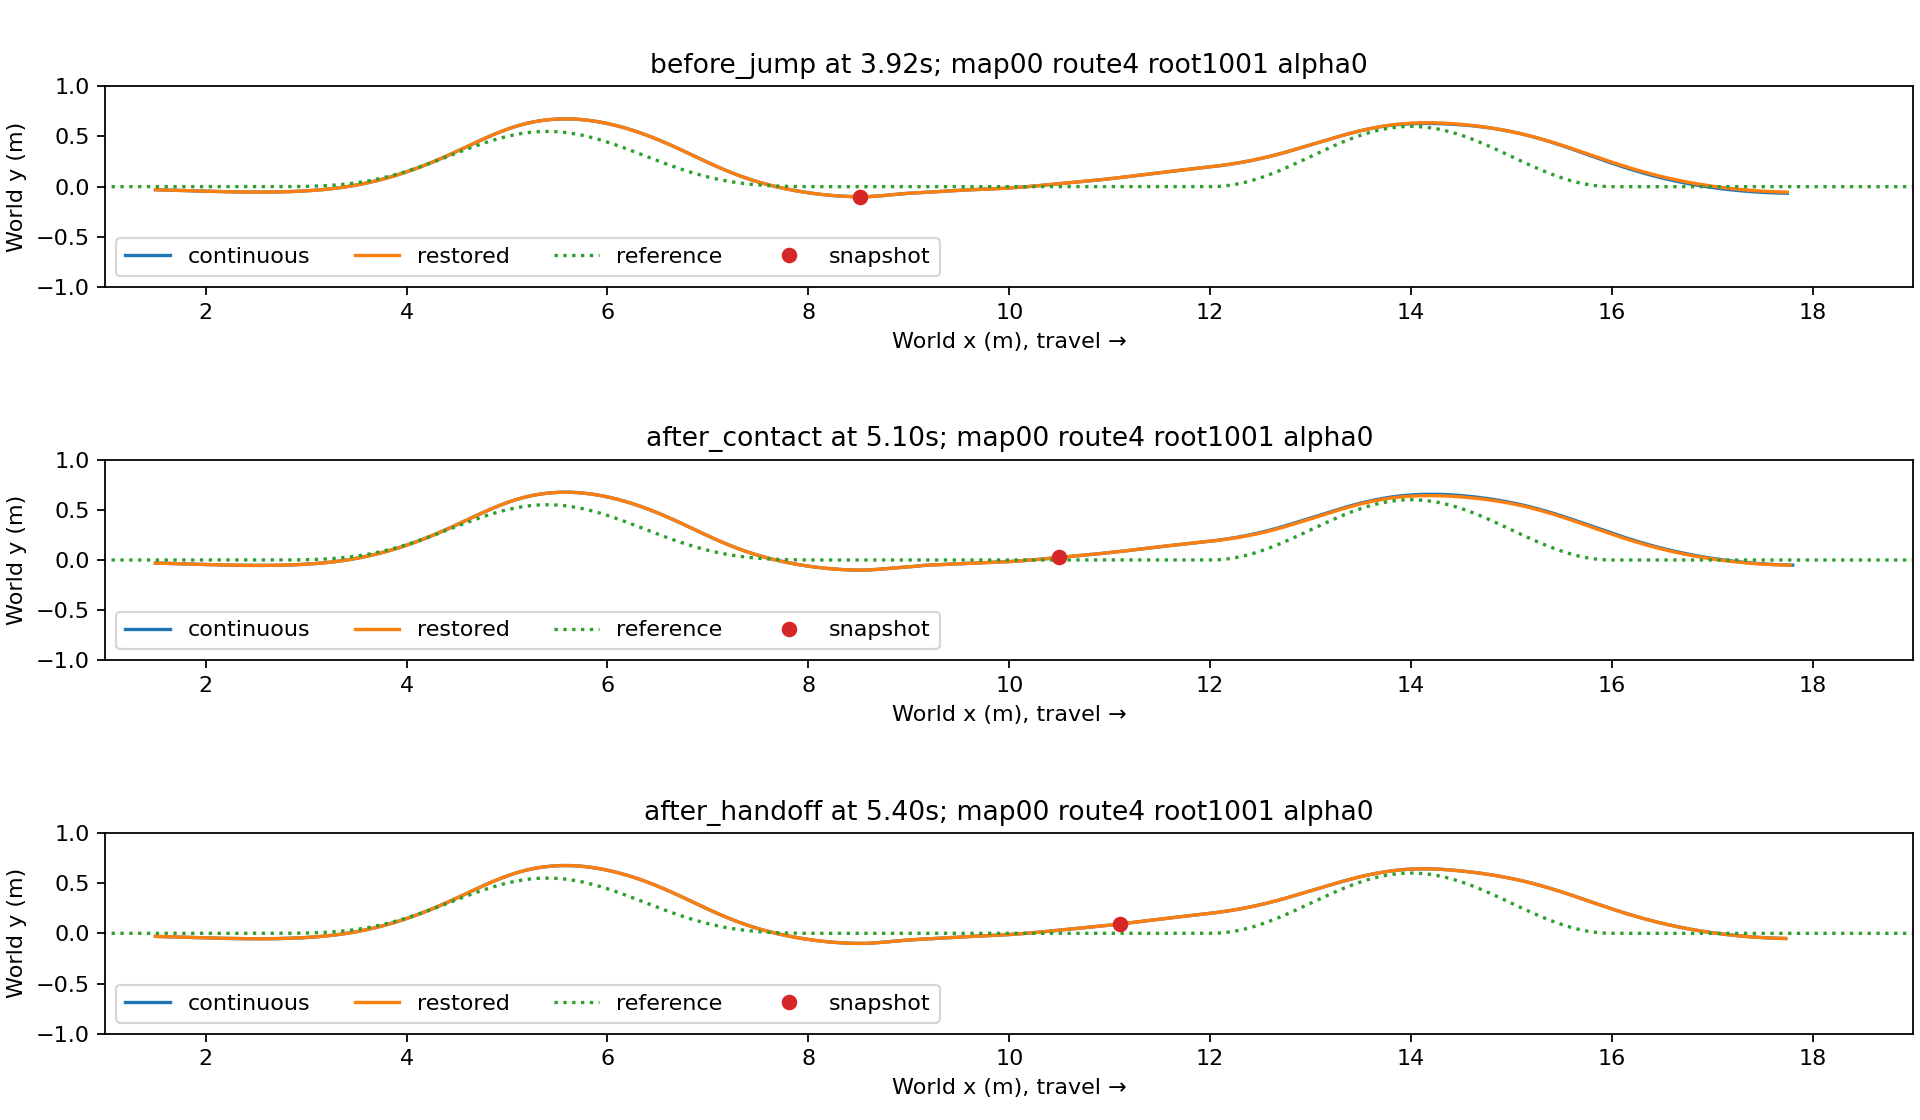 before_jump at 3.92s; map00 route4 root1001 alpha0
1.0
0.5
0.0
−0.5
−1.0
World y (m)
continuous restored reference snapshot
2 4 6 8 10 12 14 16 18
World x (m), travel →
after_contact at 5.10s; map00 route4 root1001 alpha0
1.0
0.5
0.0
−0.5
−1.0
World y (m)
continuous restored reference snapshot
2 4 6 8 10 12 14 16 18
World x (m), travel →
after_handoff at 5.40s; map00 route4 root1001 alpha0
1.0
0.5
0.0
−0.5
−1.0
World y (m)
continuous restored reference snapshot
2 4 6 8 10 12 14 16 18
World x (m), travel →